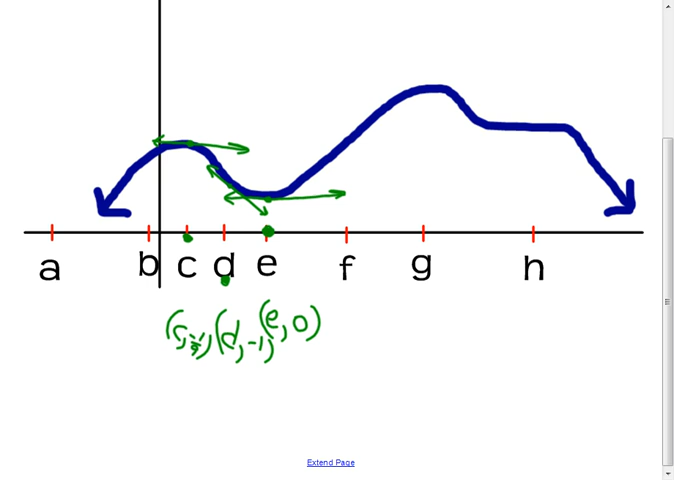 a b c d e f g h
(c, ), (d, -1) (e, 0)
Extend Page